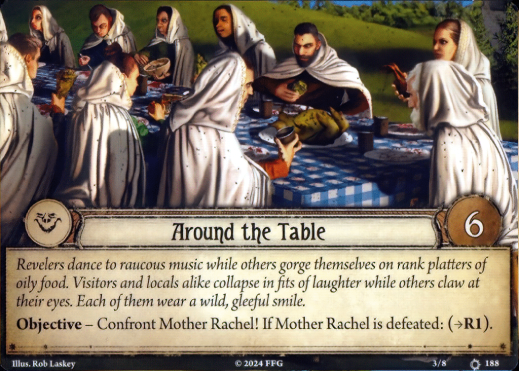 Around the Table
6
Revelers dance to raucous music while others gorge themselves on rank platters of
oily food. Visitors and locals alike collapse in fits of laughter while others claw at
their eyes. Each of them wear a wild, gleeful smile.
Objective – Confront Mother Rachel! If Mother Rachel is defeated: (→R1).
Illus. Rob Laskey © 2024 FFG 3/8 188